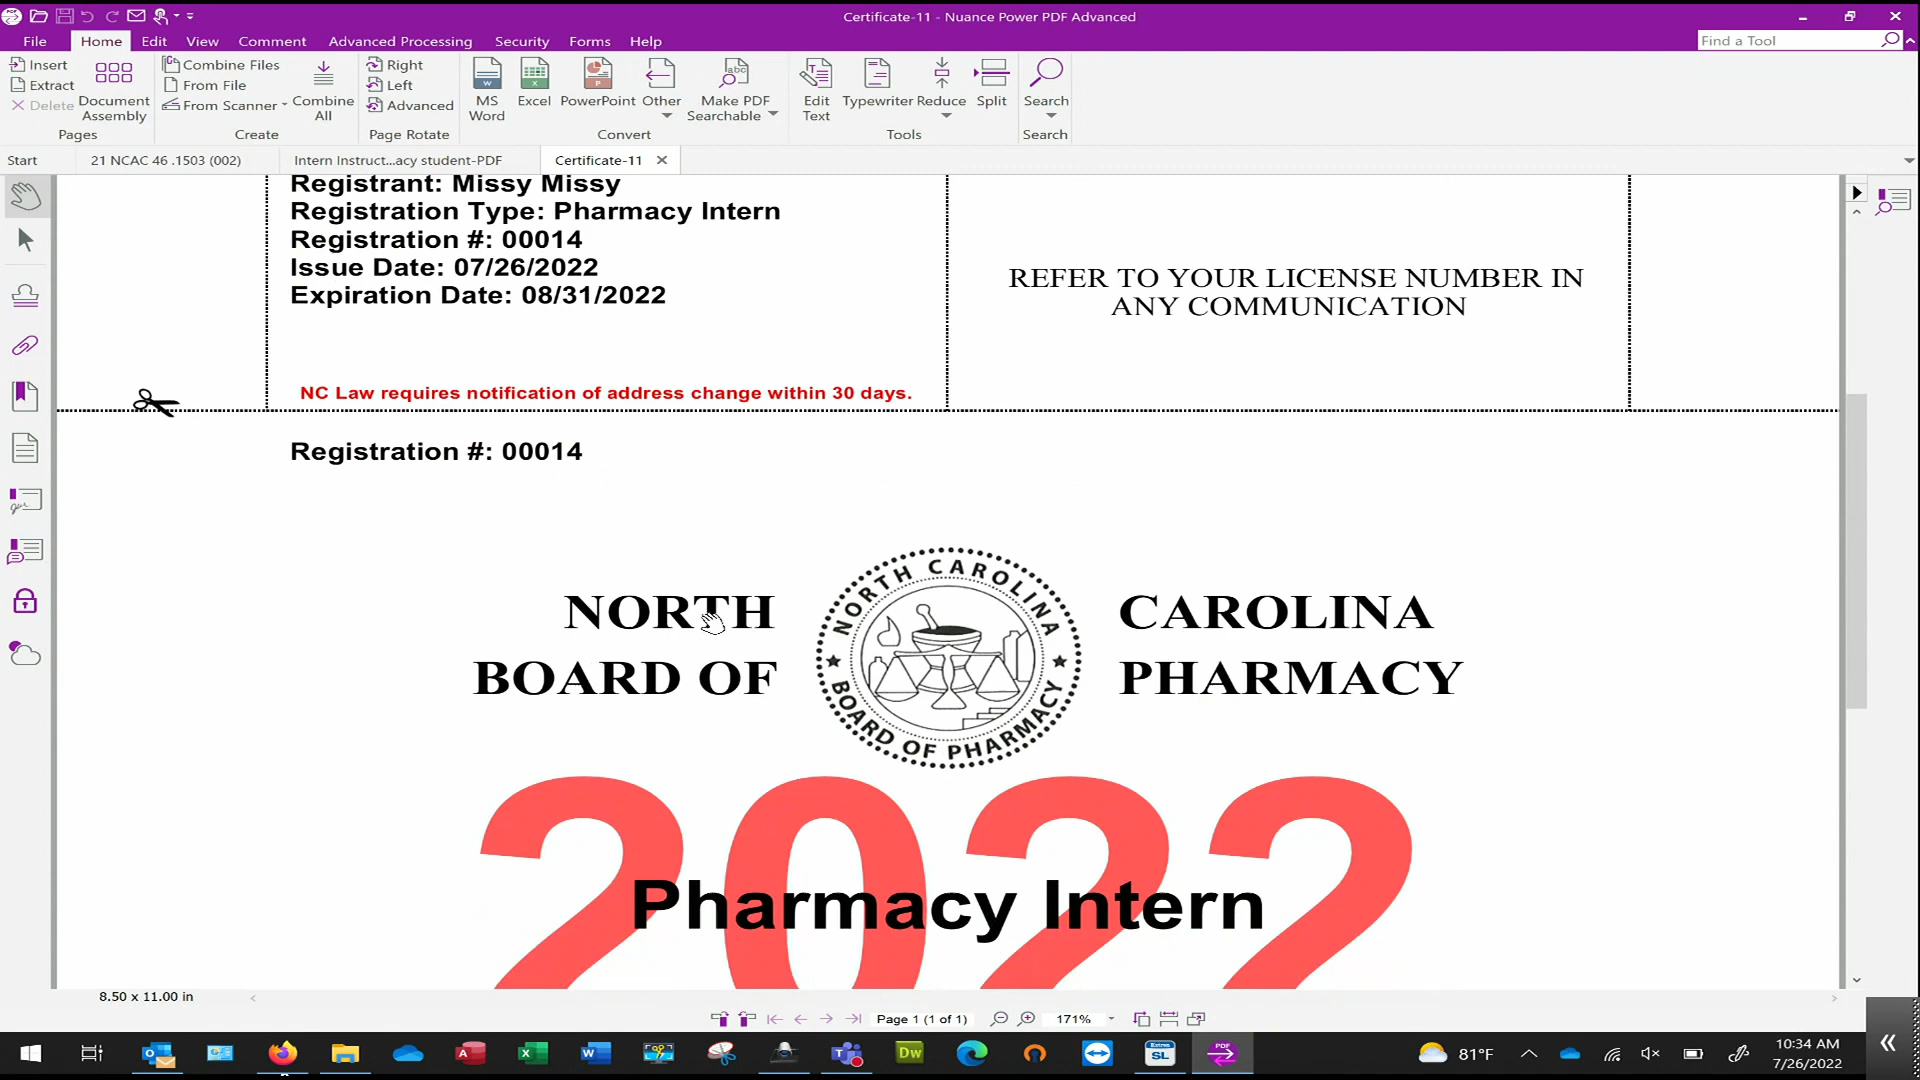 Certificate-11 - Nuance Power PDF Advanced
File Home Edit View Comment Advanced Processing Security Forms Help
Find a Tool
Insert
Extract
Delete
Document Assembly
Pages
Combine Files
From File
From Scanner
Combine All
Create
Right
Left
Advanced
Page Rotate
MS Word
Excel
PowerPoint
Other
Make PDF Searchable
Convert
Edit Text
Typewriter
Reduce
Split
Tools
Search
Search
Start
21 NCAC 46 .1503 (002)
Intern Instruct...acy student-PDF
Certificate-11
Registrant: Missy Missy
Registration Type: Pharmacy Intern
Registration #: 00014
Issue Date: 07/26/2022
Expiration Date: 08/31/2022
REFER TO YOUR LICENSE NUMBER IN
ANY COMMUNICATION
NC Law requires notification of address change within 30 days.
Registration #: 00014
NORTH CAROLINA
BOARD OF PHARMACY
NORTH CAROLINA
BOARD OF PHARMACY
2022
Pharmacy Intern
8.50 x 11.00 in
Page 1 (1 of 1)
171%
81°F
10:34 AM
7/26/2022
Dw
Extron
SL
PDF